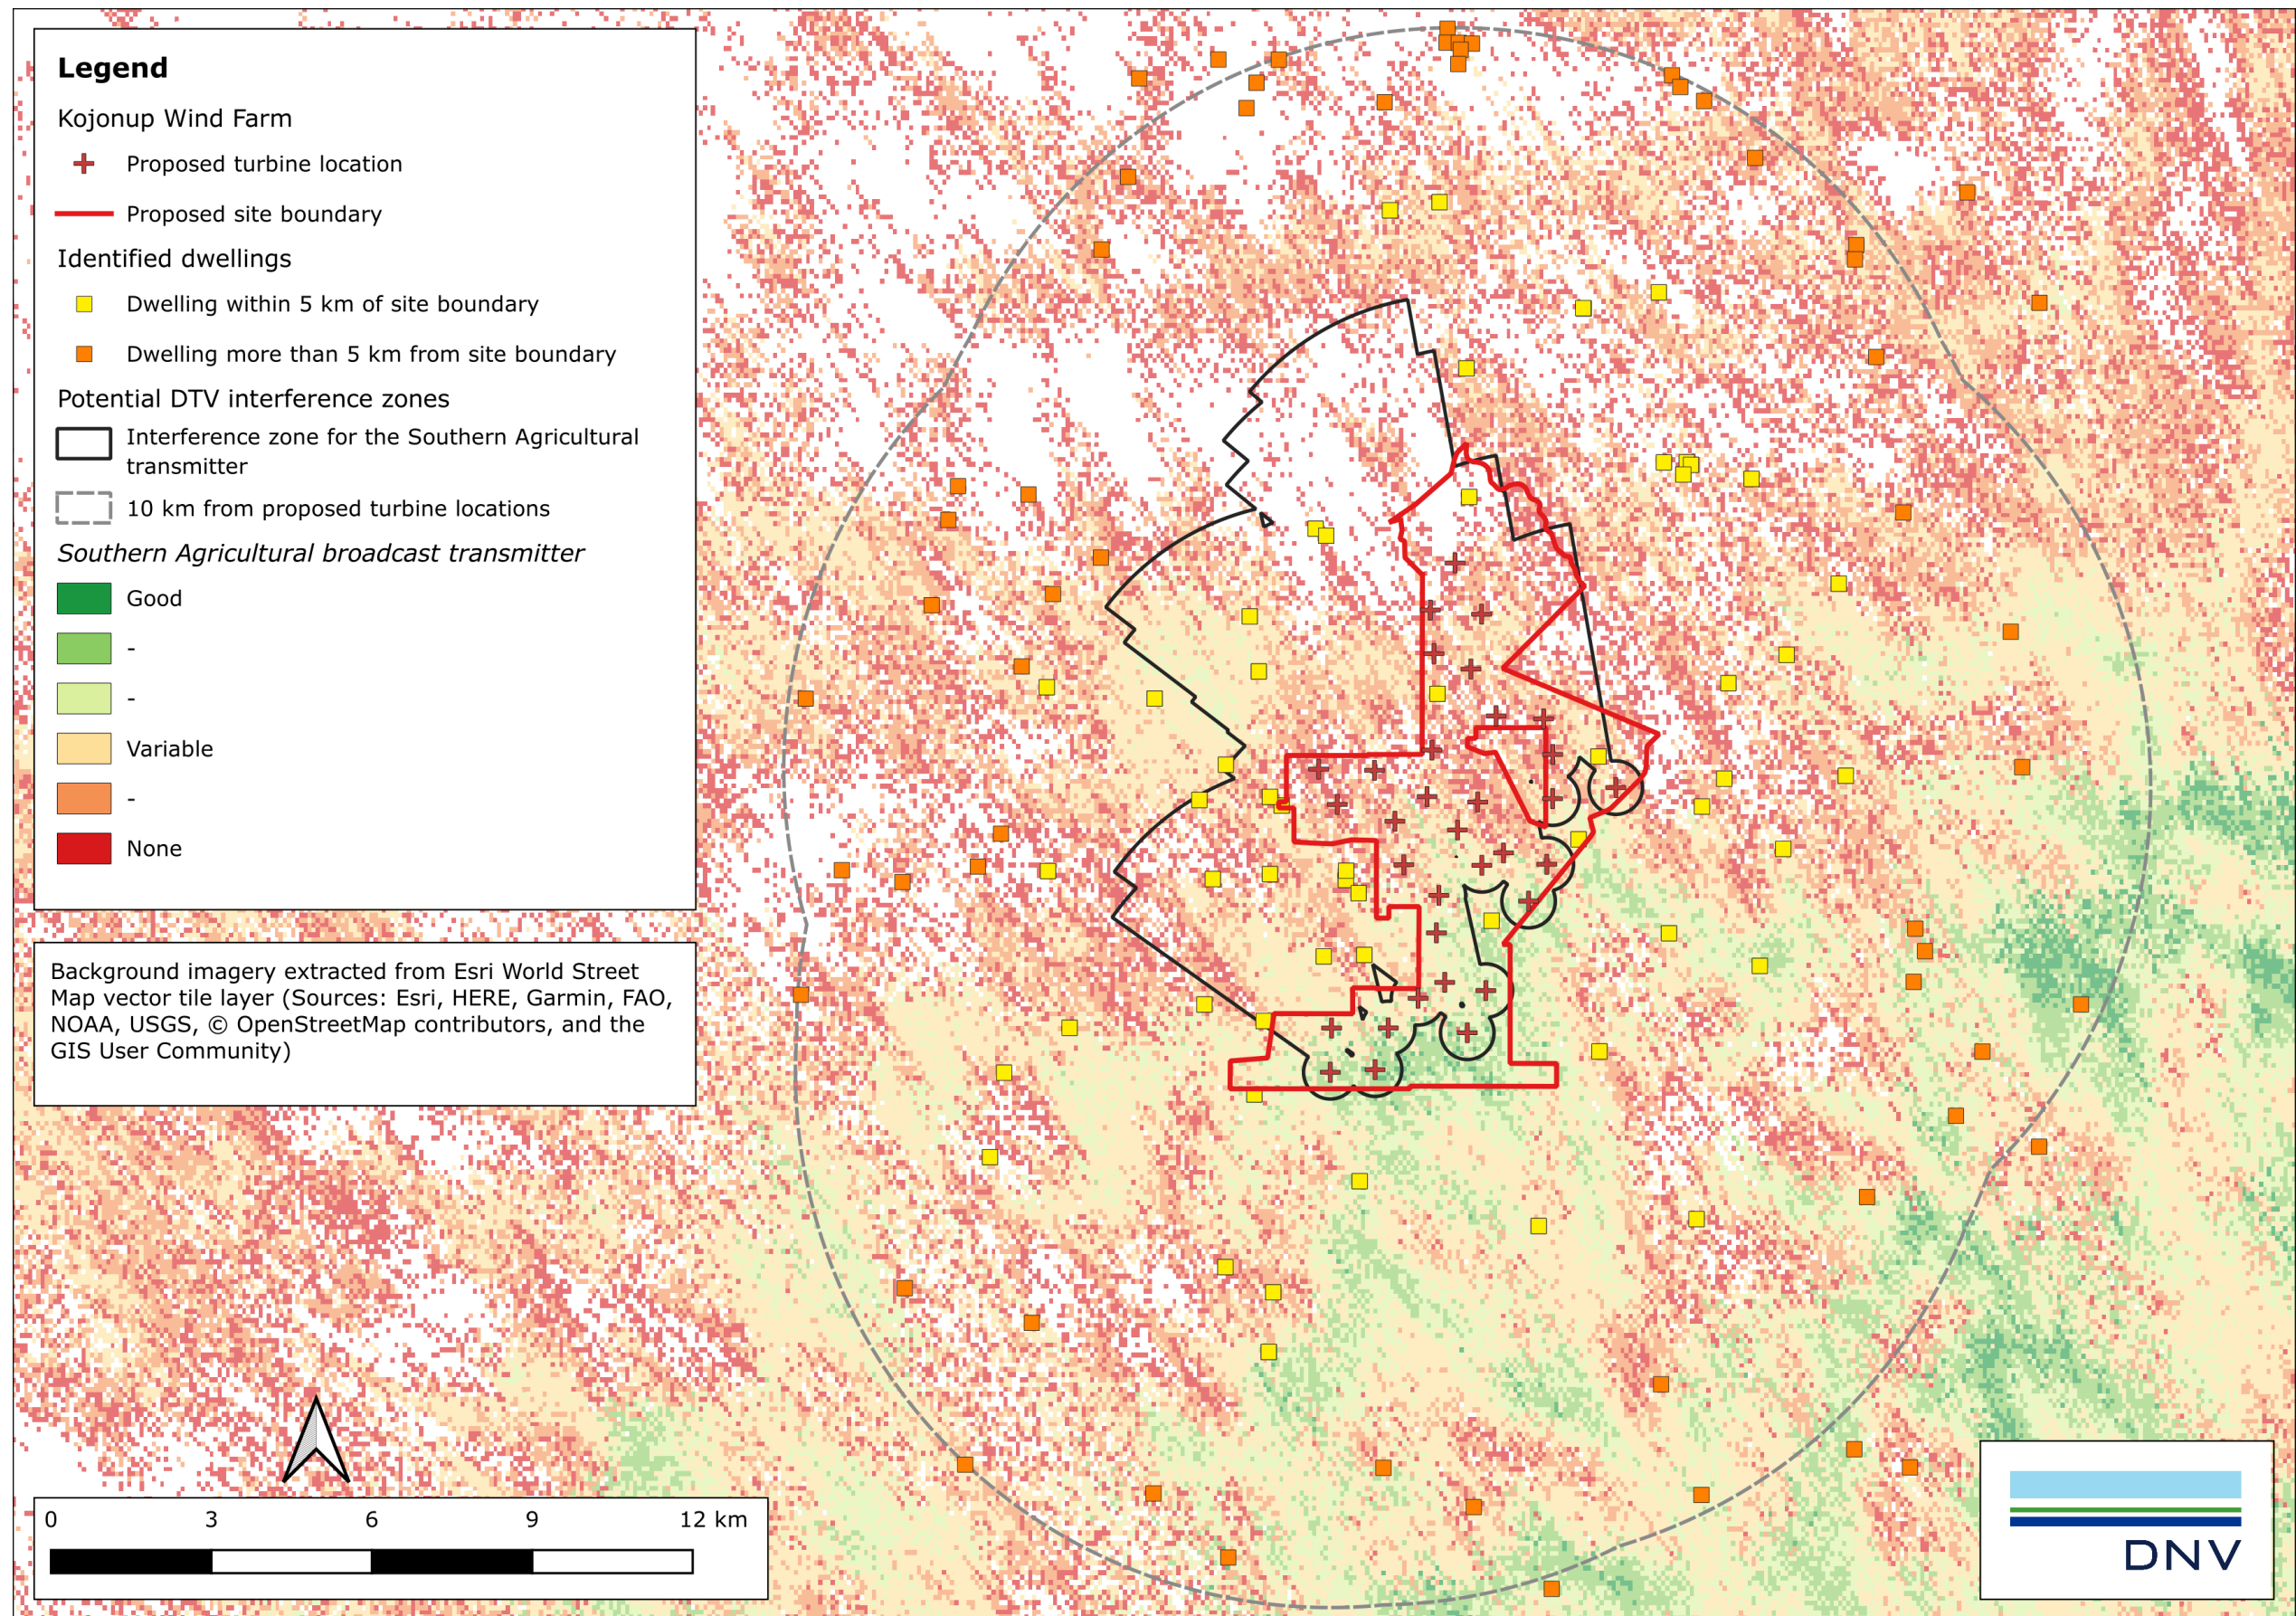 Legend
Kojonup Wind Farm
Proposed turbine location
Proposed site boundary
Identified dwellings
Dwelling within 5 km of site boundary
Dwelling more than 5 km from site boundary
Potential DTV interference zones
Interference zone for the Southern Agricultural
transmitter
10 km from proposed turbine locations
Southern Agricultural broadcast transmitter
Good
-
-
Variable
-
None
Background imagery extracted from Esri World Street
Map vector tile layer (Sources: Esri, HERE, Garmin, FAO,
NOAA, USGS, © OpenStreetMap contributors, and the
GIS User Community)
0 3 6 9 12 km
DNV